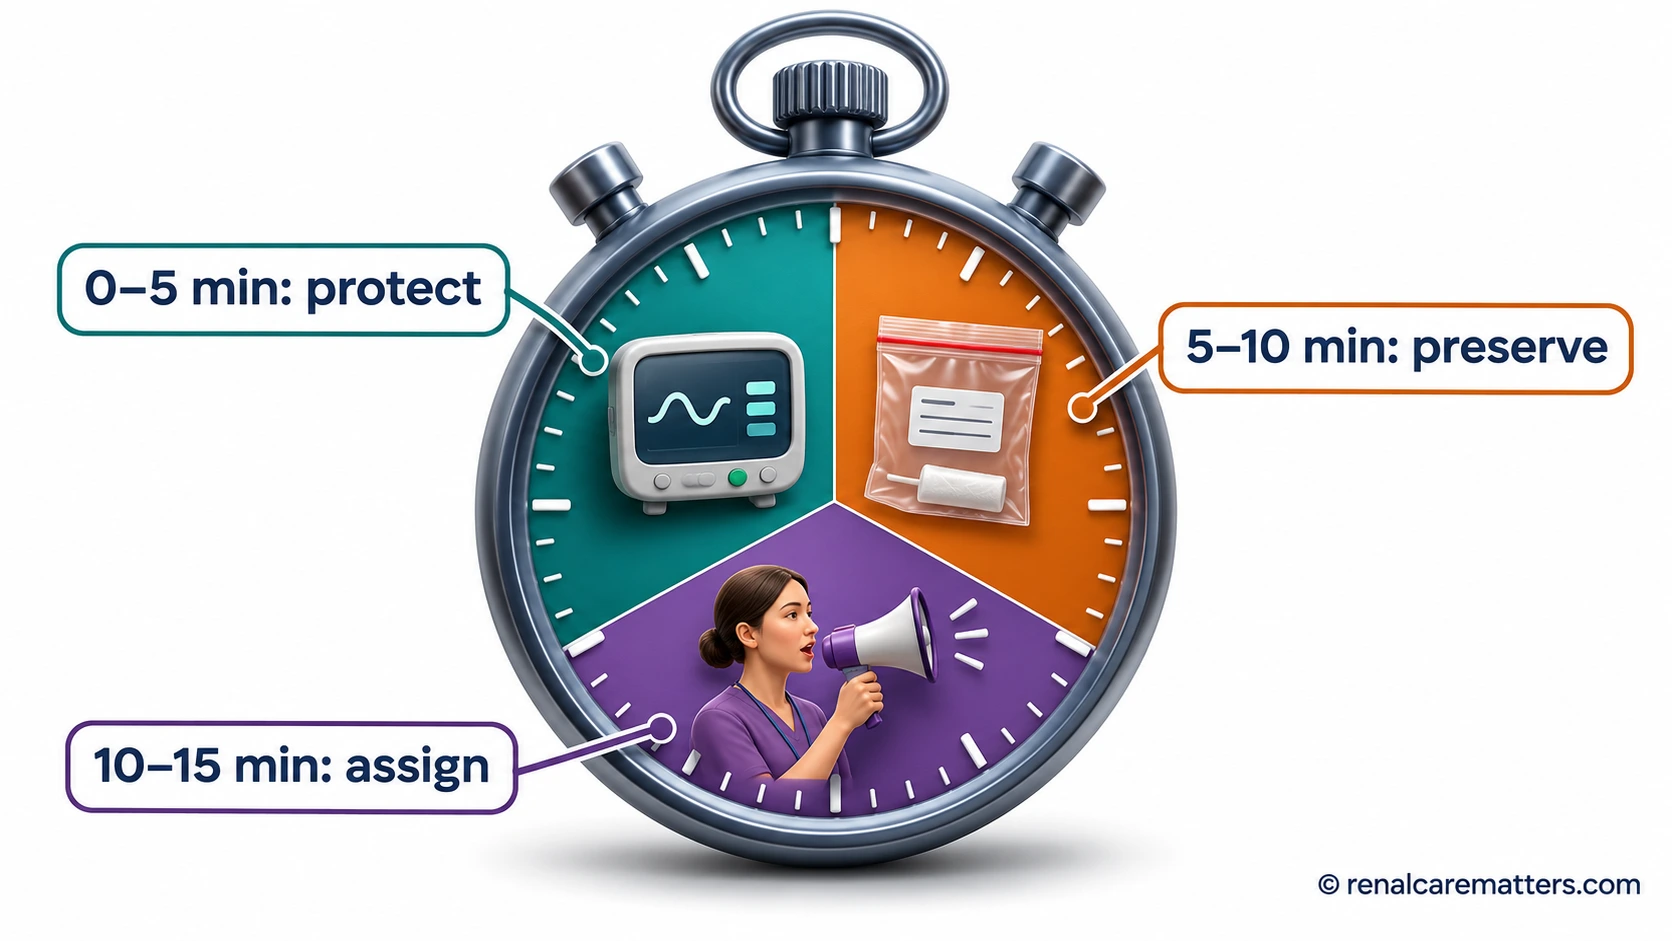 0–5 min: protect
5–10 min: preserve
10–15 min: assign
© renalcarematters.com